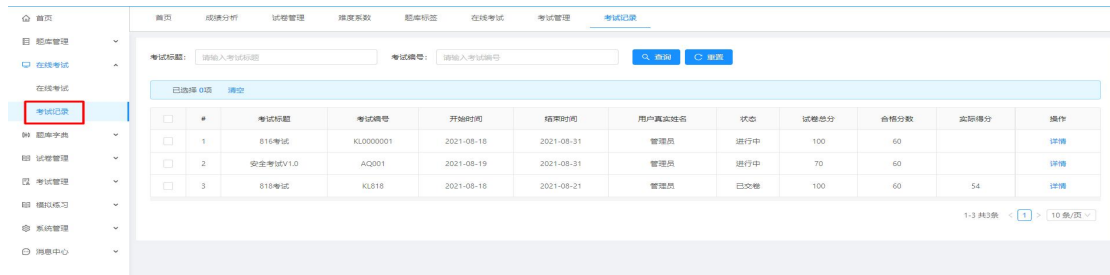 首页
题库管理
在线考试
在线考试
考试记录
题库字典
试卷管理
考试管理
模拟练习
系统管理
消息中心
首页 成绩分析 试卷管理 难度系数 题库标签 在线考试 考试管理 考试记录
考试标题: 请输入考试标题 考试编号: 请输入考试编号 查询 重置
已选择 0项 清空
# 考试标题 考试编号 开始时间 结束时间 用户真实姓名 状态 试卷总分 合格分数 实际得分 操作
1 816考试 KL0000001 2021-08-18 2021-08-31 管理员 进行中 100 60 详情
2 安全考试V1.0 AQ001 2021-08-19 2021-08-31 管理员 进行中 70 60 详情
3 818考试 KL818 2021-08-18 2021-08-21 管理员 已交卷 100 60 54 详情
1-3 共3条 < 1 > 10 条/页